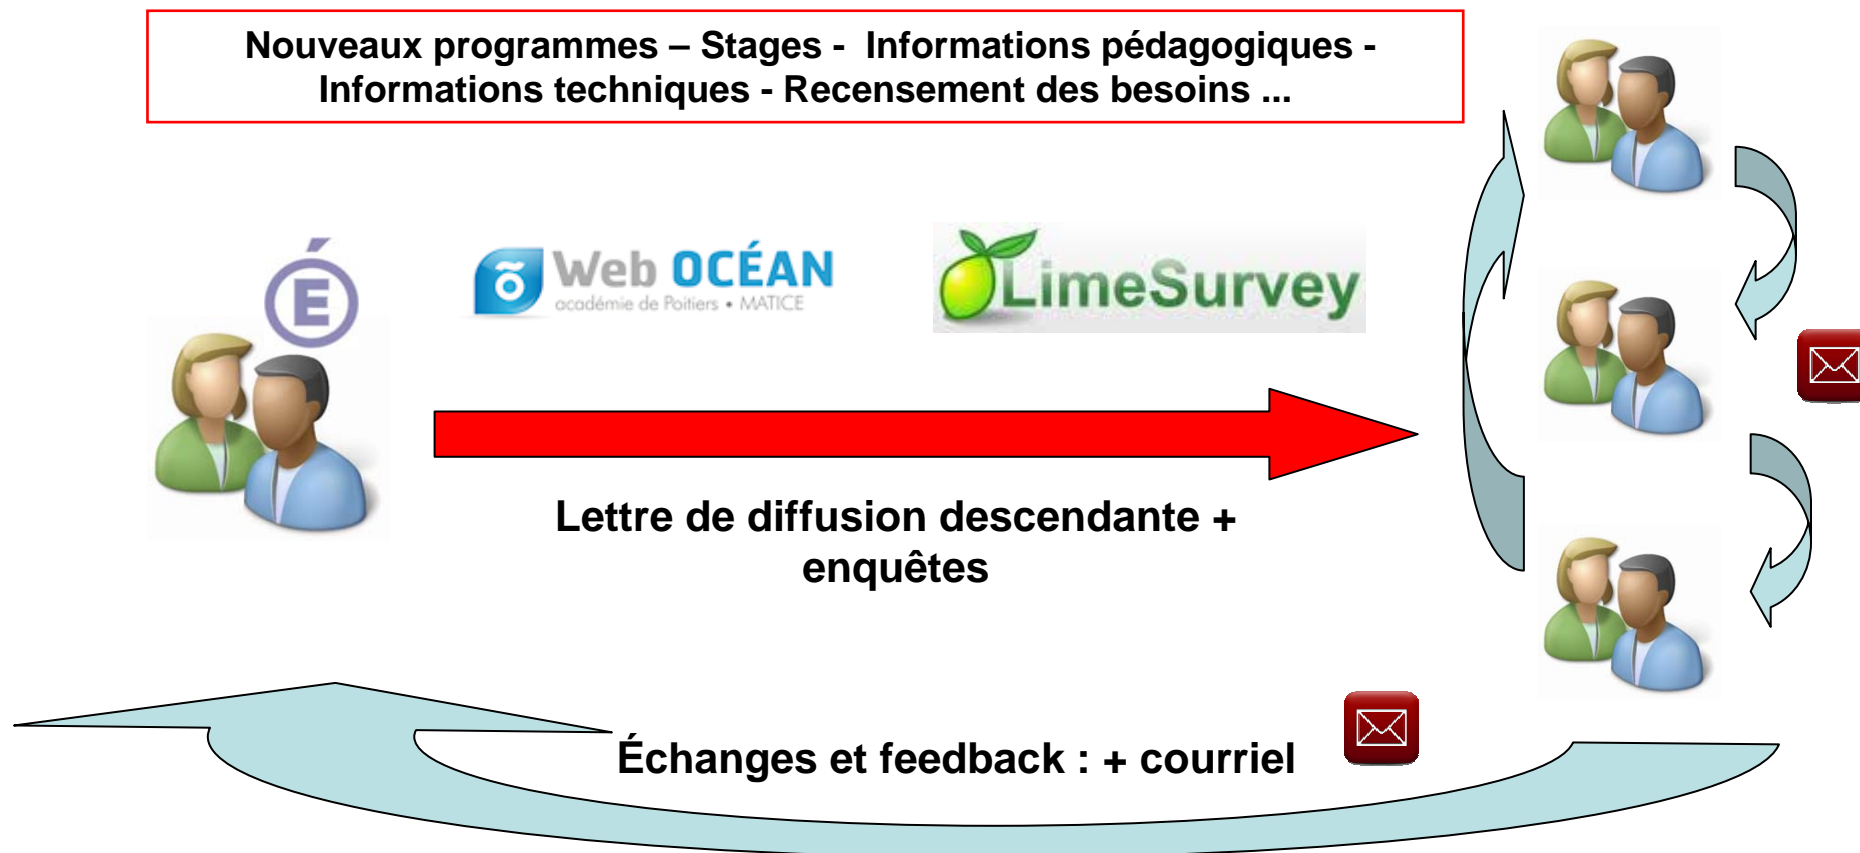 Nouveaux programmes – Stages - Informations pédagogiques -
Informations techniques - Recensement des besoins ...
É
õ Web OCÉAN
académie de Poitiers • MATICE
LimeSurvey
Lettre de diffusion descendante +
enquêtes
Échanges et feedback : + courriel